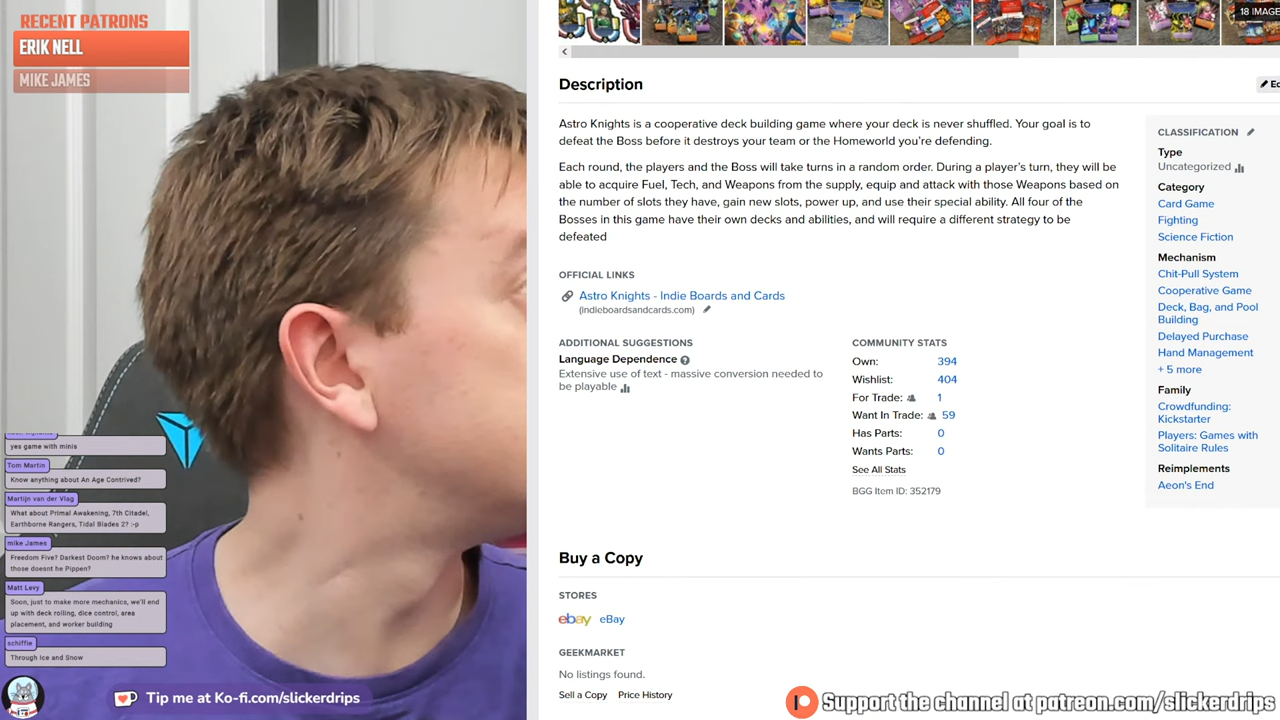 RECENT PATRONS
ERIK NELL
MIKE JAMES
yes game with minis
Tom Martin
Know anything about An Age Contrived?
Martijn van der Vlag
What about Primal Awakening, 7th Citadel,
Earthborne Rangers, Tidal Blades 2? :-p
mike James
Freedom Five? Darkest Doom? he knows about
those doesnt he Pippen?
Matt Levy
Soon, just to make more mechanics, we'll end
up with deck rolling, dice control, area
placement, and worker building
schiffie
Through Ice and Snow
Tip me at Ko-fi.com/slickerdrips
18 IMAGE
Description
Astro Knights is a cooperative deck building game where your deck is never shuffled. Your goal is to
defeat the Boss before it destroys your team or the Homeworld you're defending.
Each round, the players and the Boss will take turns in a random order. During a player's turn, they will be
able to acquire Fuel, Tech, and Weapons from the supply, equip and attack with those Weapons based on
the number of slots they have, gain new slots, power up, and use their special ability. All four of the
Bosses in this game have their own decks and abilities, and will require a different strategy to be
defeated
OFFICIAL LINKS
Astro Knights - Indie Boards and Cards
(indieboardsandcards.com)
ADDITIONAL SUGGESTIONS
Language Dependence
Extensive use of text - massive conversion needed to
be playable
COMMUNITY STATS
Own: 394
Wishlist: 404
For Trade: 1
Want In Trade: 59
Has Parts: 0
Wants Parts: 0
See All Stats
BGG Item ID: 352179
Ed
CLASSIFICATION
Type
Uncategorized
Category
Card Game
Fighting
Science Fiction
Mechanism
Chit-Pull System
Cooperative Game
Deck, Bag, and Pool
Building
Delayed Purchase
Hand Management
+ 5 more
Family
Crowdfunding:
Kickstarter
Players: Games with
Solitaire Rules
Reimplements
Aeon's End
Buy a Copy
STORES
ebay eBay
GEEKMARKET
No listings found.
Sell a Copy Price History
Support the channel at patreon.com/slickerdrips